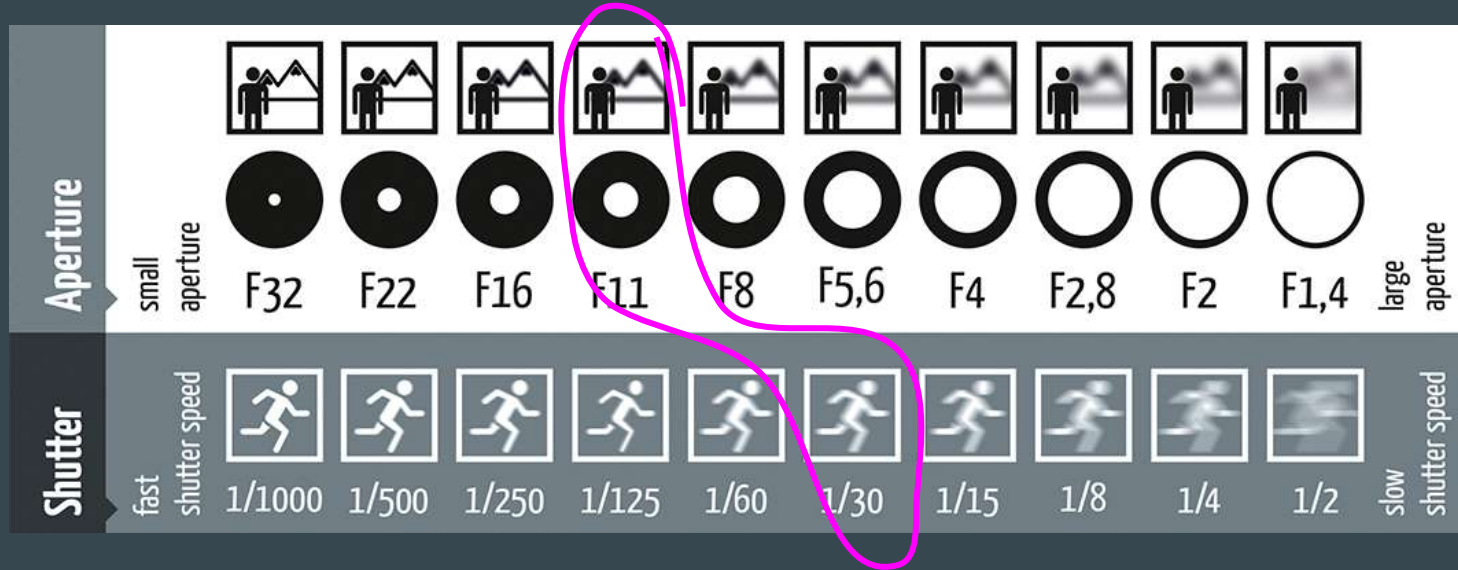 Aperture
small
aperture
F32 F22 F16 F11 F8 F5,6 F4 F2,8 F2 F1,4
large
aperture
Shutter
fast
shutter speed
1/1000 1/500 1/250 1/125 1/60 1/30 1/15 1/8 1/4 1/2
slow
shutter speed